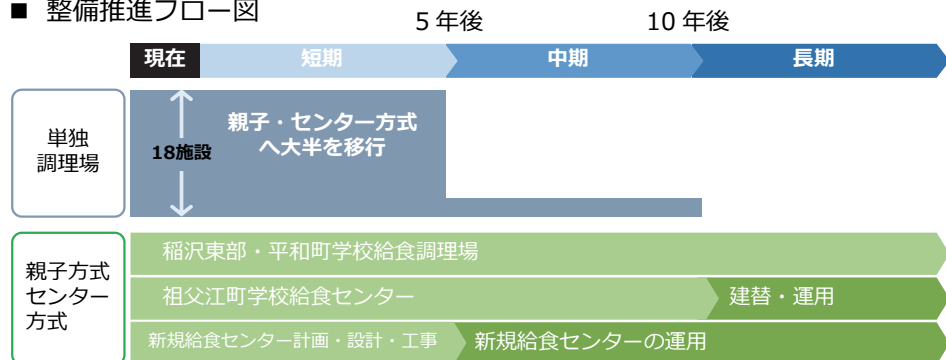 ■ 整備推進フロー図
5 年後
10 年後
現在
短期
中期
長期
単独
調理場
18施設
親子・センター方式
へ大半を移行
親子方式
センター
方式
稲沢東部・平和町学校給食調理場
祖父江町学校給食センター
建替・運用
新規給食センター計画・設計・工事
新規給食センターの運用